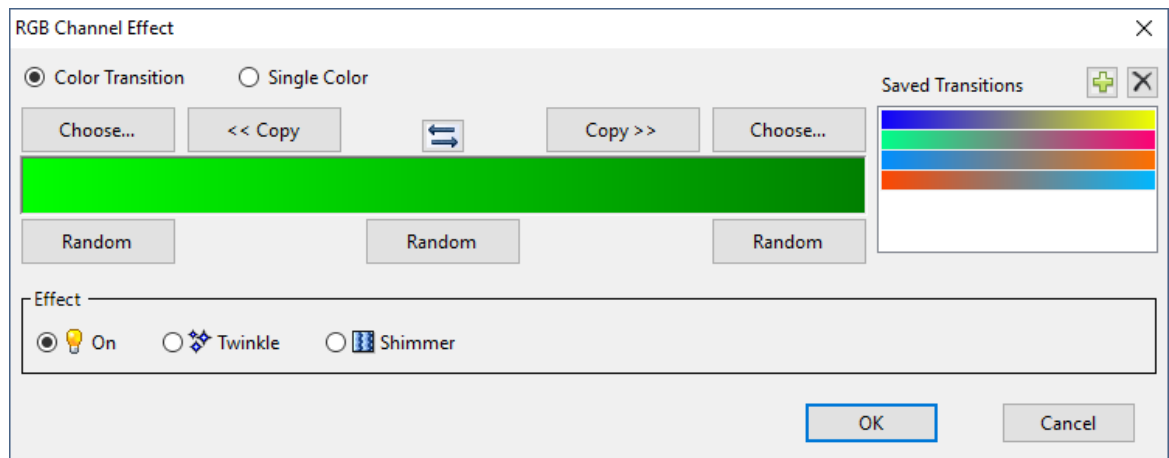 RGB Channel Effect
Color Transition Single Color
Saved Transitions
Choose... << Copy Copy >> Choose...
Random Random Random
Effect
On Twinkle Shimmer
OK Cancel